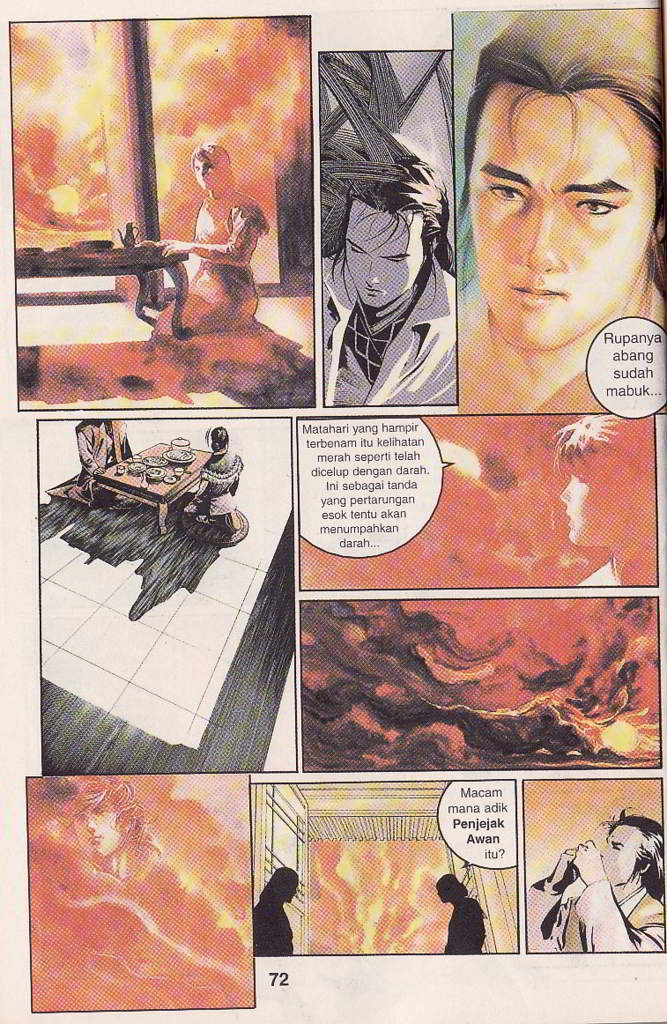 Rupanya
abang
sudah
mabuk...
Matahari yang hampir
terbenam itu kelihatan
merah seperti telah
dicelup dengan darah.
Ini sebagai tanda
yang pertarungan
esok tentu akan
menumpahkan
darah...
Macam
mana adik
Penjejak
Awan
itu?
72